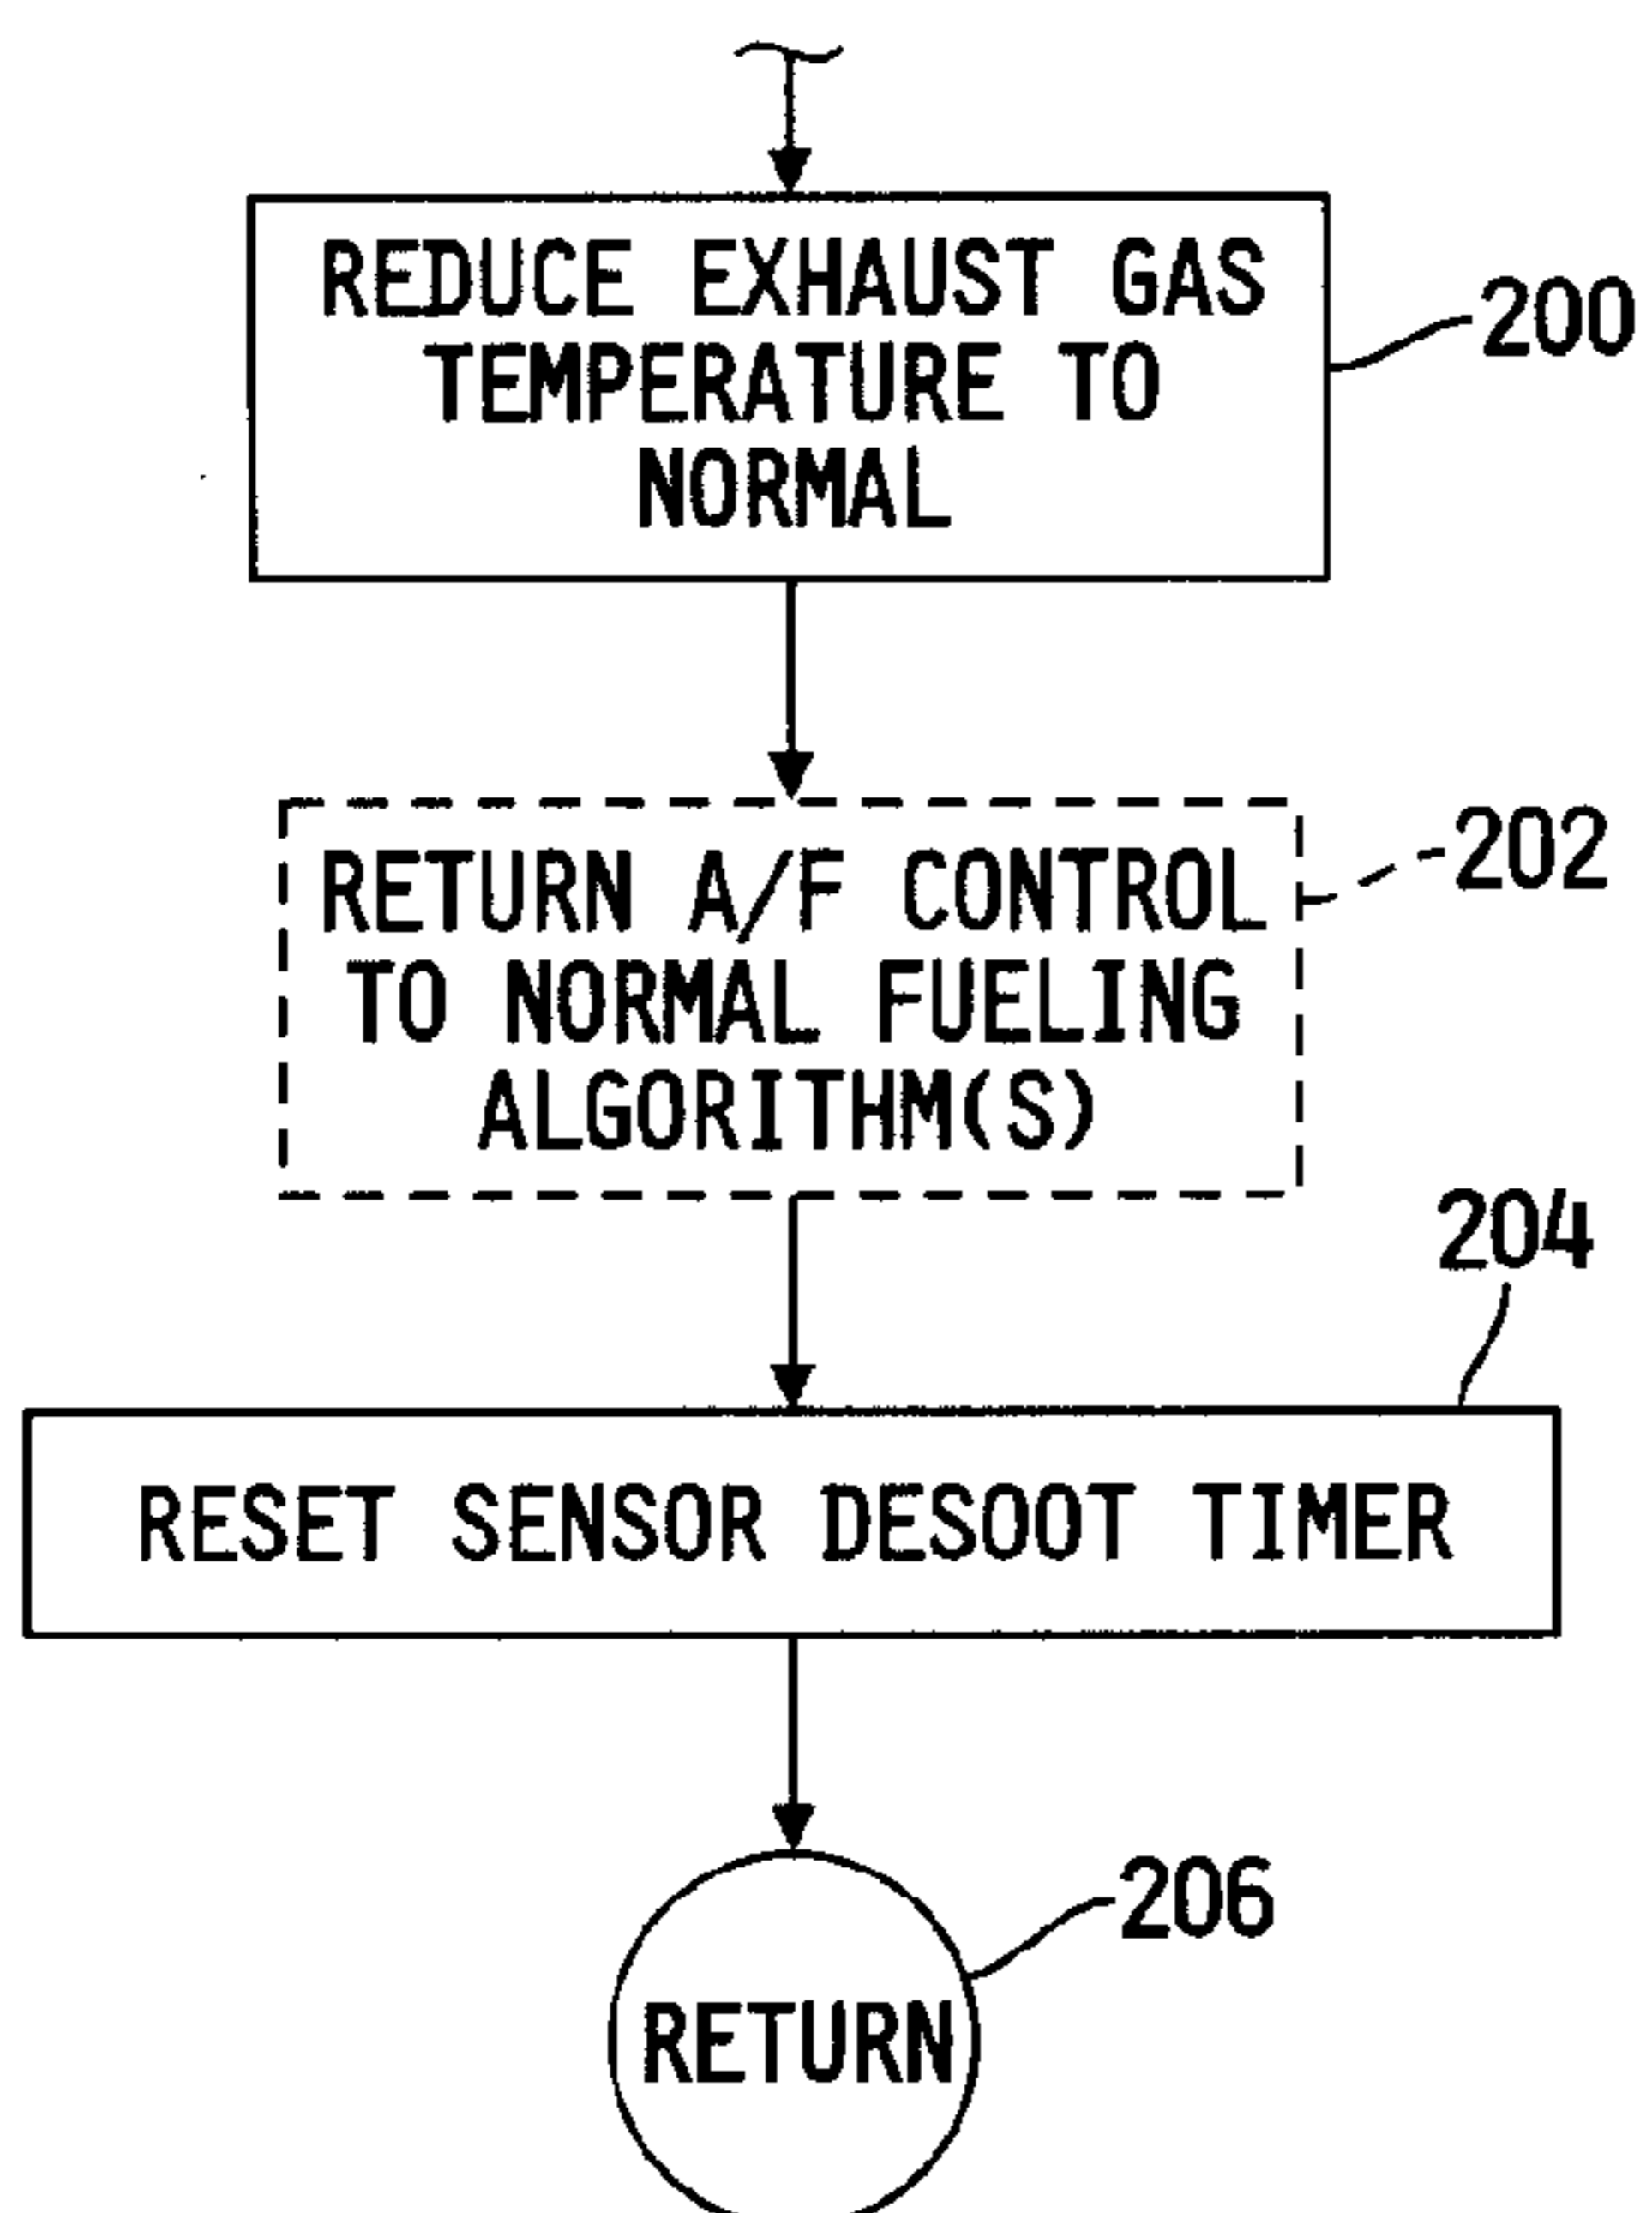 REDUCE EXHAUST GAS
TEMPERATURE TO
NORMAL
200
RETURN A/F CONTROL
TO NORMAL FUELING
ALGORITHM(S)
202
204
RESET SENSOR DESOOT TIMER
206
RETURN